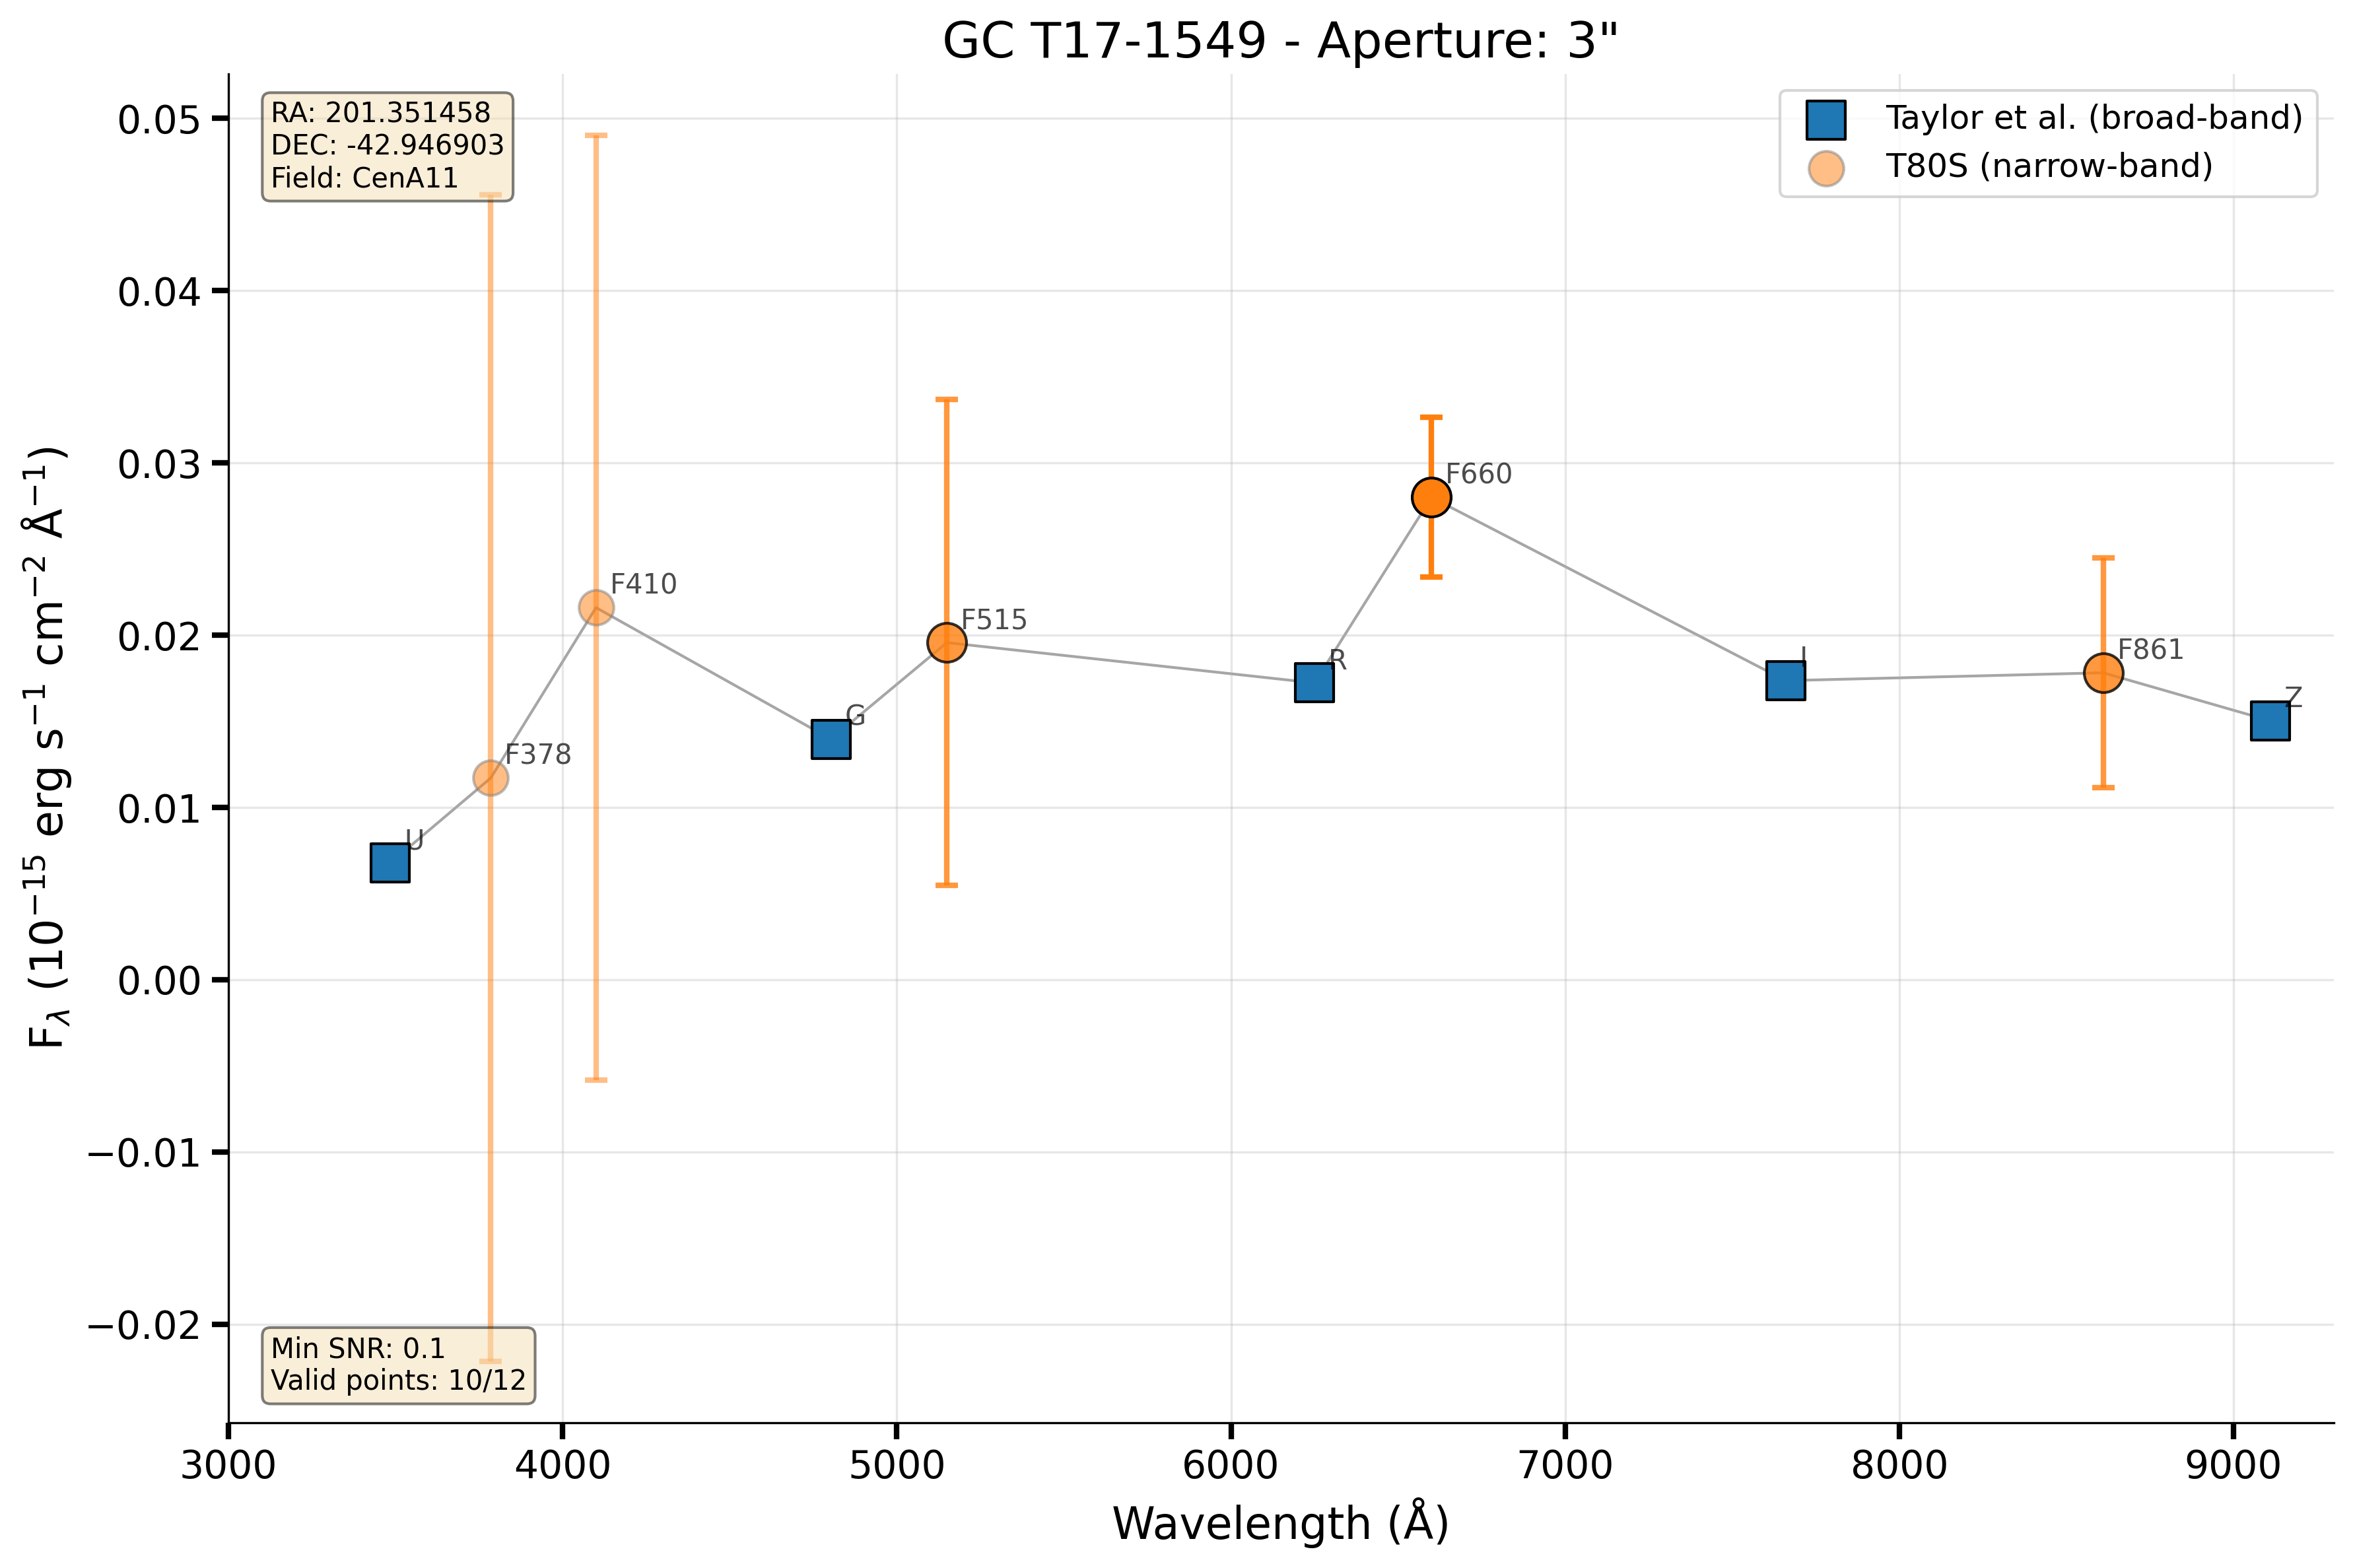 GC T17-1549 - Aperture: 3"
RA: 201.351458
DEC: -42.946903
Field: CenA11
Taylor et al. (broad-band)
T80S (narrow-band)
0.05
0.04
0.03
0.02
0.01
0.00
−0.01
−0.02
F$_{λ}$ (10$^{−15}$ erg s$^{−1}$ cm$^{−2}$ Å$^{−1}$)
U
F378
F410
G
F515
R
F660
I
F861
Z
Min SNR: 0.1
Valid points: 10/12
3000
4000
5000
6000
7000
8000
9000
Wavelength (Å)